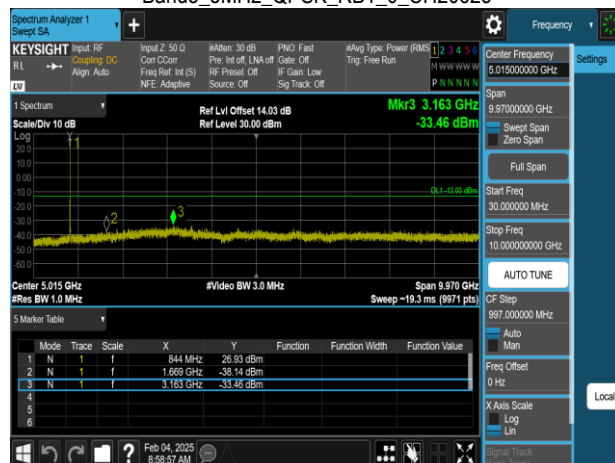 Spectrum Analyzer 1
Swept SA
Frequency
KEYSIGHT
RL
LXI
Input: RF
Coupling: DC
Align: Auto
Input Z: 50 Ω
Corr CCorr
Freq Ref: Int (S)
NFE: Adaptive
#Atten: 30 dB
Pre: Int off, LNA off
RF Presel: Off
Source: Off
PNO: Fast
Gate: Off
IF Gain: Low
Sig Track: Off
#Avg Type: Power (RMS
Trig: Free Run
1 2 3 4 5 6
M W W W W W
P N N N N N
1 Spectrum
Scale/Div 10 dB
Log
Ref Lvl Offset 14.03 dB
Ref Level 30.00 dBm
Mkr3 3.163 GHz
-33.46 dBm
20.0
10.0
0.00
-10.0
-20.0
-30.0
-40.0
-50.0
-60.0
1
2
3
DL1 -13.00 dBm
Center 5.015 GHz
#Res BW 1.0 MHz
#Video BW 3.0 MHz
Span 9.970 GHz
Sweep ~19.3 ms (9971 pts)
5 Marker Table
Mode Trace Scale X Y Function Function Width Function Value
1 N 1 f 844 MHz 26.93 dBm
2 N 1 f 1.669 GHz -38.14 dBm
3 N 1 f 3.163 GHz -33.46 dBm
4
5
6
Feb 04, 2025
8:58:57 AM
Center Frequency
5.015000000 GHz
Settings
Span
9.97000000 GHz
Swept Span
Zero Span
Full Span
Start Freq
30.000000 MHz
Stop Freq
10.000000000 GHz
AUTO TUNE
CF Step
997.000000 MHz
Auto
Man
Freq Offset
0 Hz
X Axis Scale
Log
Lin
Local
Signal Track